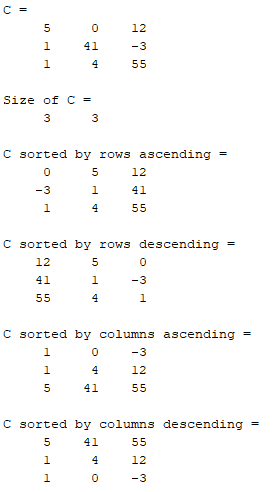 C =
5 0 12
1 41 -3
1 4 55
Size of C =
3 3
C sorted by rows ascending =
0 5 12
-3 1 41
1 4 55
C sorted by rows descending =
12 5 0
41 1 -3
55 4 1
C sorted by columns ascending =
1 0 -3
1 4 12
5 41 55
C sorted by columns descending =
5 41 55
1 4 12
1 0 -3